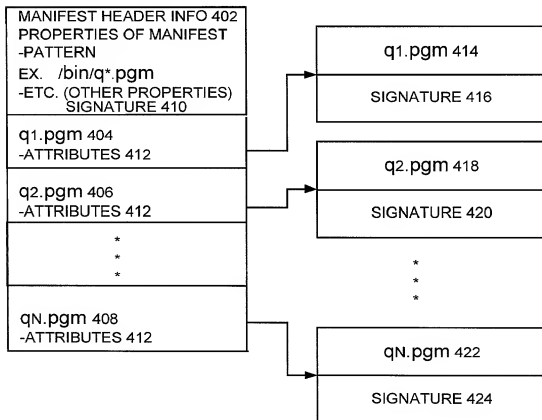 MANIFEST HEADER INFO 402
PROPERTIES OF MANIFEST
-PATTERN
EX. /bin/q*.pgm
-ETC. (OTHER PROPERTIES)
SIGNATURE 410
q1.pgm 404
-ATTRIBUTES 412
q2.pgm 406
-ATTRIBUTES 412
*
*
*
qN.pgm 408
-ATTRIBUTES 412
q1.pgm 414
SIGNATURE 416
q2.pgm 418
SIGNATURE 420
*
*
*
qN.pgm 422
SIGNATURE 424